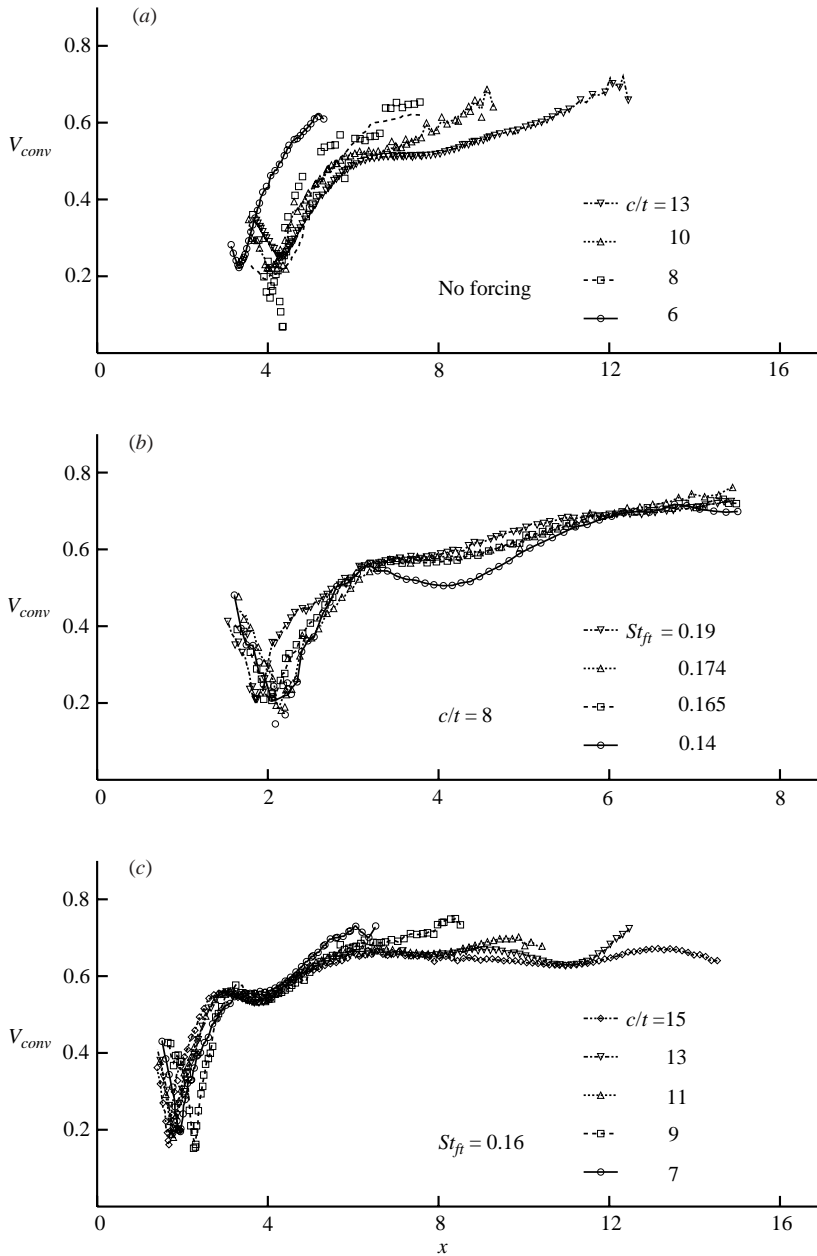 (a)
0.8
0.6
V_conv
0.4
0.2
c/t = 13
10
8
6
No forcing
0 4 8 12 16
(b)
0.8
0.6
V_conv
0.4
0.2
St_ft = 0.19
0.174
0.165
0.14
c/t = 8
0 2 4 6 8
(c)
0.8
0.6
V_conv
0.4
0.2
c/t = 15
13
11
9
7
St_ft = 0.16
0 4 8 12 16
x